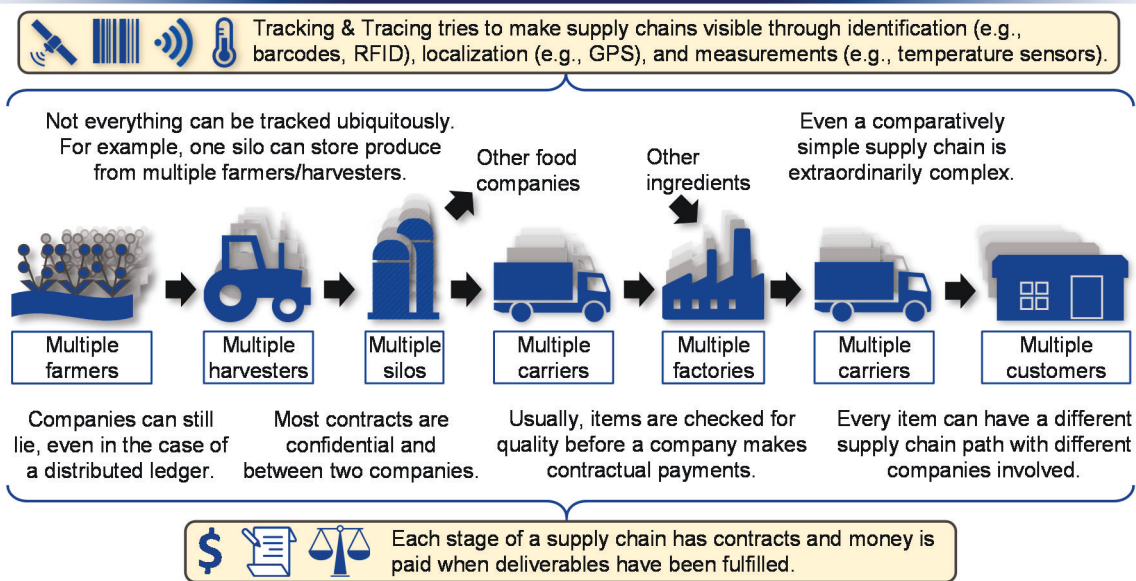 Tracking & Tracing tries to make supply chains visible through identification (e.g.,
barcodes, RFID), localization (e.g., GPS), and measurements (e.g., temperature sensors).
Not everything can be tracked ubiquitously.
For example, one silo can store produce
from multiple farmers/harvesters.
Other food
companies
Other
ingredients
Even a comparatively
simple supply chain is
extraordinarily complex.
Multiple
farmers
Multiple
harvesters
Multiple
silos
Multiple
carriers
Multiple
factories
Multiple
carriers
Multiple
customers
Companies can still
lie, even in the case of
a distributed ledger.
Most contracts are
confidential and
between two companies.
Usually, items are checked for
quality before a company makes
contractual payments.
Every item can have a different
supply chain path with different
companies involved.
$
Each stage of a supply chain has contracts and money is
paid when deliverables have been fulfilled.